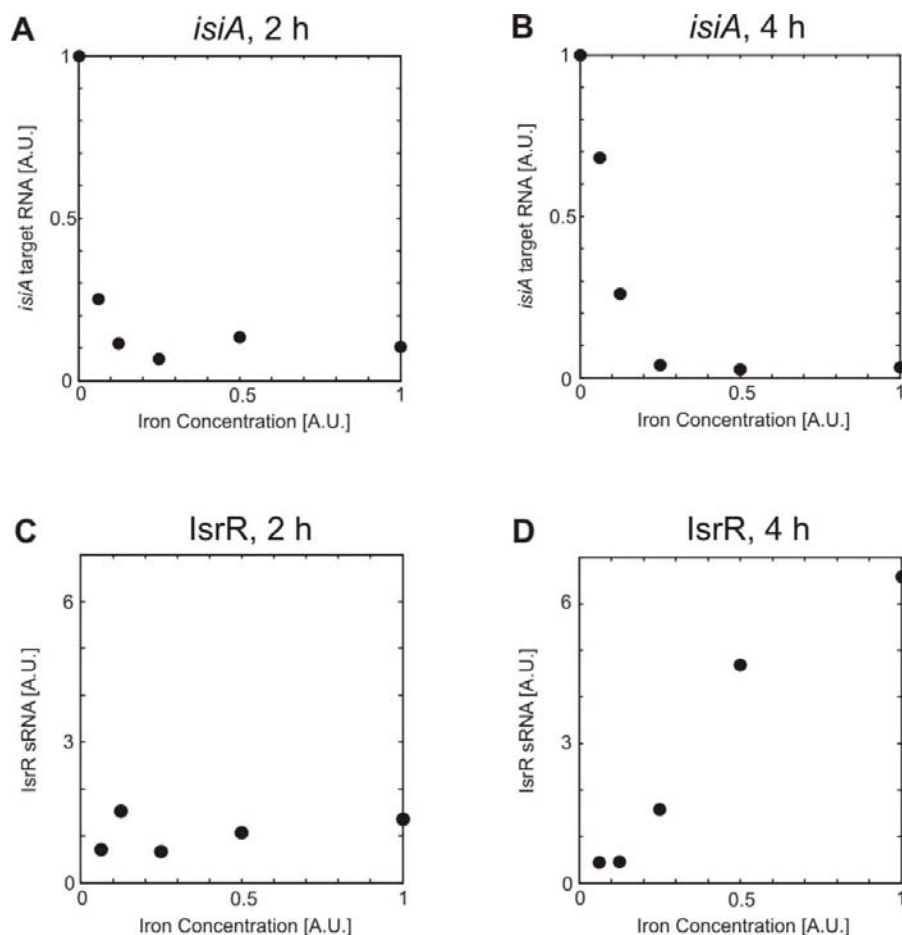 A
isiA, 2 h
1
0.5
0
isiA target RNA [A.U.]
0
0.5
1
Iron Concentration [A.U.]
B
isiA, 4 h
1
0.5
0
isiA target RNA [A.U.]
0
0.5
1
Iron Concentration [A.U.]
C
IsrR, 2 h
6
3
0
IsrR sRNA [A.U.]
0
0.5
1
Iron Concentration [A.U.]
D
IsrR, 4 h
6
3
0
IsrR sRNA [A.U.]
0
0.5
1
Iron Concentration [A.U.]